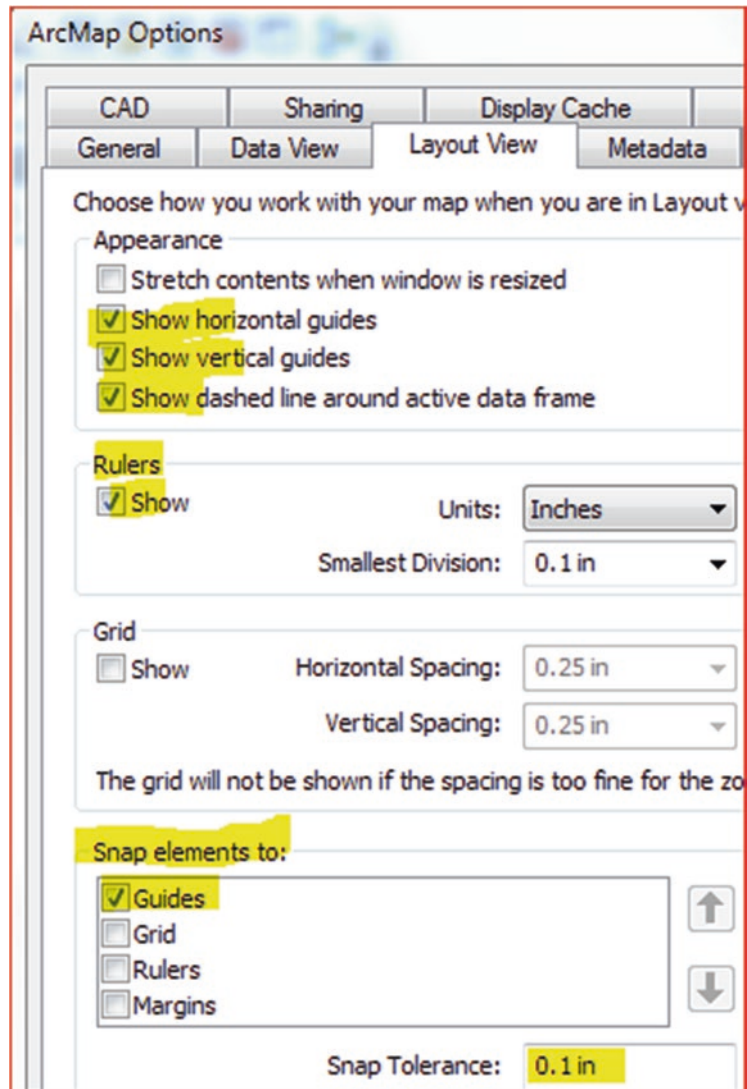 ArcMap Options
CAD Sharing Display Cache
General Data View Layout View Metadata
Choose how you work with your map when you are in Layout v
Appearance
Stretch contents when window is resized
Show horizontal guides
Show vertical guides
Show dashed line around active data frame
Rulers
Show Units: Inches
Smallest Division: 0.1 in
Grid
Show Horizontal Spacing: 0.25 in
Vertical Spacing: 0.25 in
The grid will not be shown if the spacing is too fine for the zo
Snap elements to:
Guides
Grid
Rulers
Margins
Snap Tolerance: 0.1 in